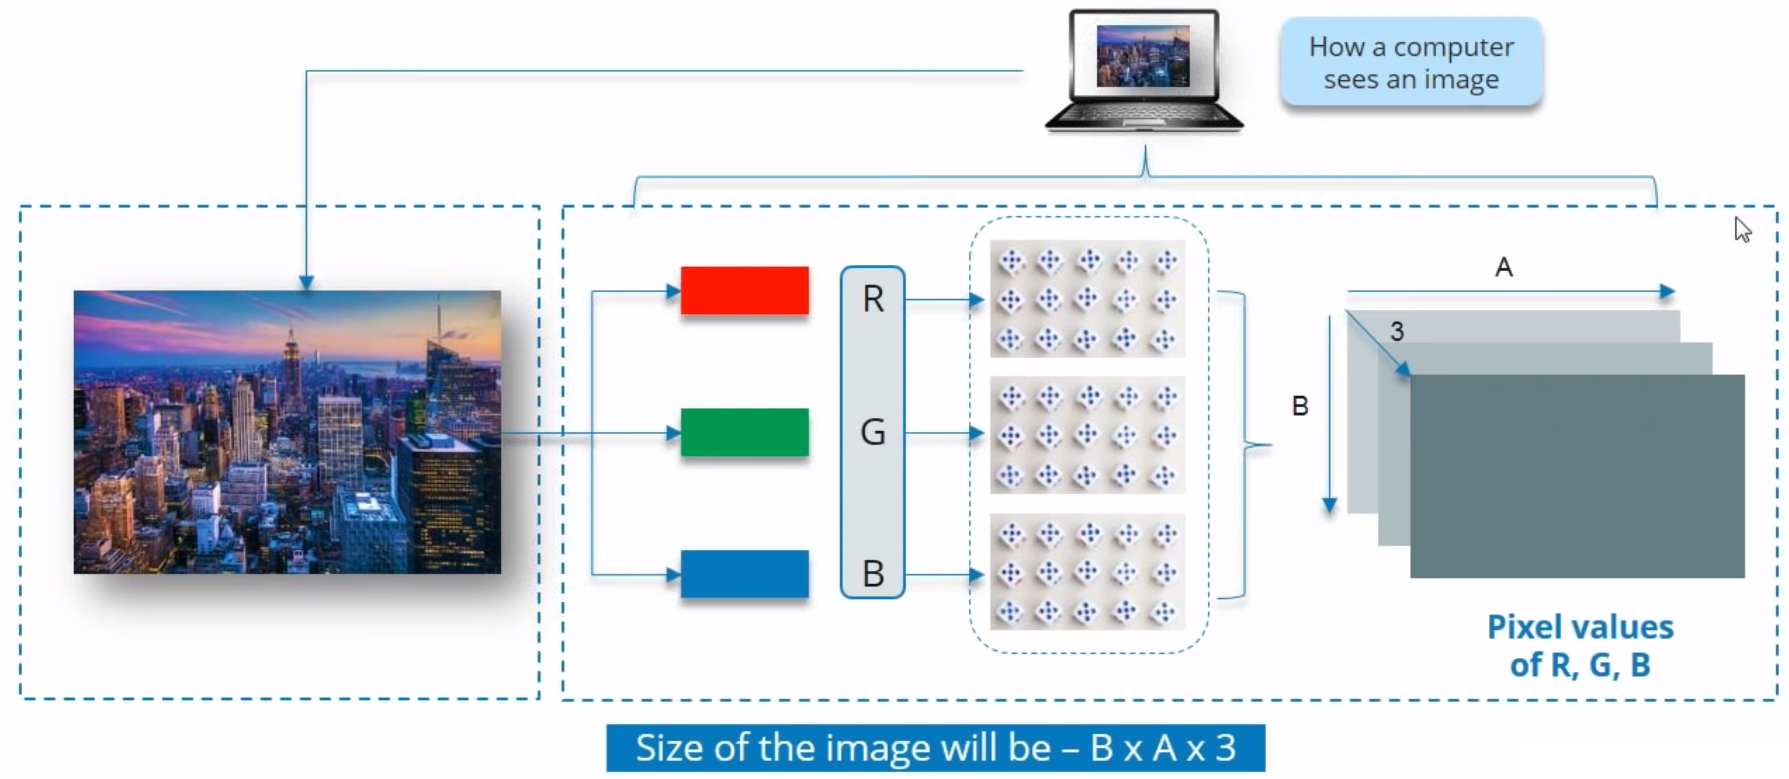 How a computer
sees an image
A
3
R
B
G
B
Pixel values
of R, G, B
Size of the image will be – B x A x 3